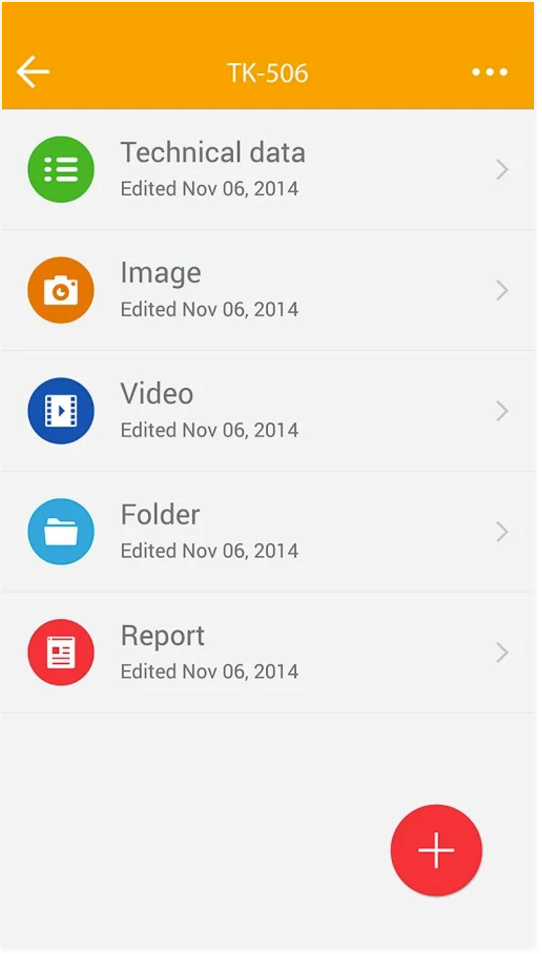 TK-506
Technical data
Edited Nov 06, 2014
Image
Edited Nov 06, 2014
Video
Edited Nov 06, 2014
Folder
Edited Nov 06, 2014
Report
Edited Nov 06, 2014